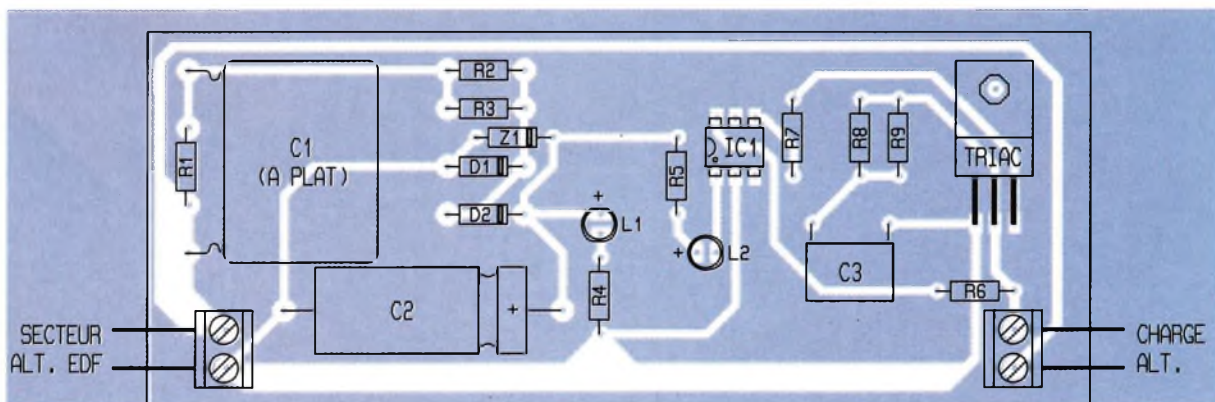 R2
R3
Z1
D1
D2
R1
C1
(A PLAT)
C2
+
+
L1
R4
R5
+
L2
IC1
R7
R8
R9
TRIAC
C3
R6
SECTEUR
ALT. EDF
CHARGE
ALT.